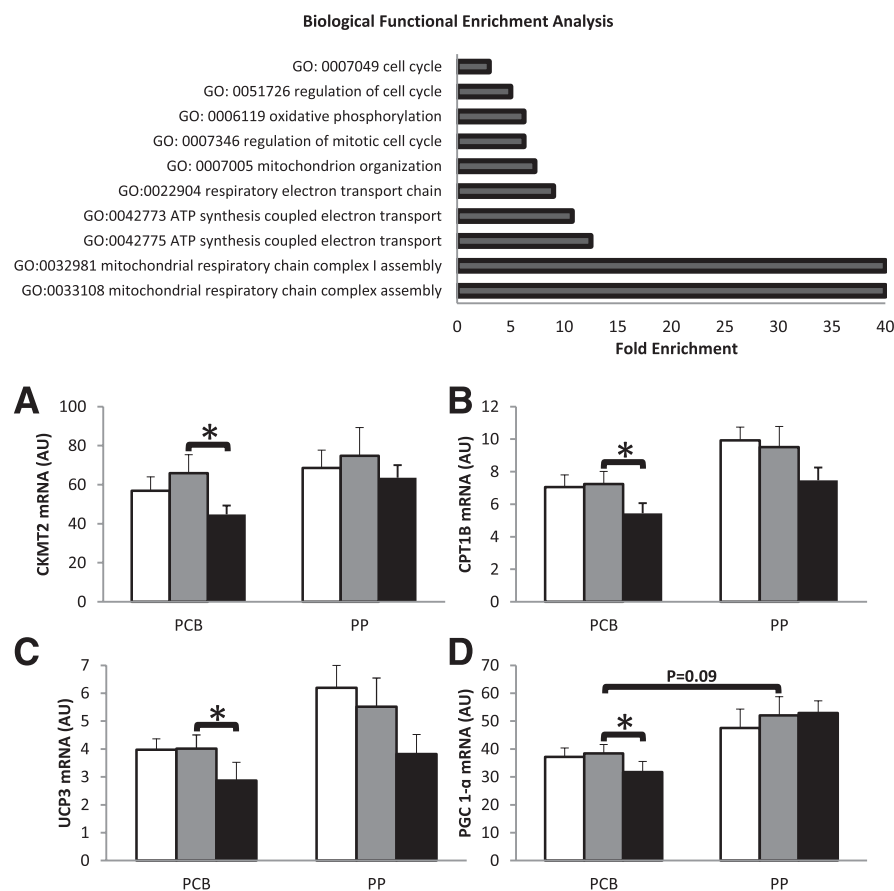 Biological Functional Enrichment Analysis
GO: 0007049 cell cycle
GO: 0051726 regulation of cell cycle
GO: 0006119 oxidative phosphorylation
GO: 0007346 regulation of mitotic cell cycle
GO: 0007005 mitochondrion organization
GO:0022904 respiratory electron transport chain
GO:0042773 ATP synthesis coupled electron transport
GO:0042775 ATP synthesis coupled electron transport
GO:0032981 mitochondrial respiratory chain complex I assembly
GO:0033108 mitochondrial respiratory chain complex assembly
0 5 10 15 20 25 30 35 40
Fold Enrichment
A
CKMT2 mRNA (AU)
100
80
60
40
20
0
*
PCB PP
B
CPT1B mRNA (AU)
12
10
8
6
4
2
0
*
PCB PP
C
UCP3 mRNA (AU)
7
6
5
4
3
2
1
0
*
PCB PP
D
PGC 1-α mRNA (AU)
70
60
50
40
30
20
10
0
P=0.09
*
PCB PP